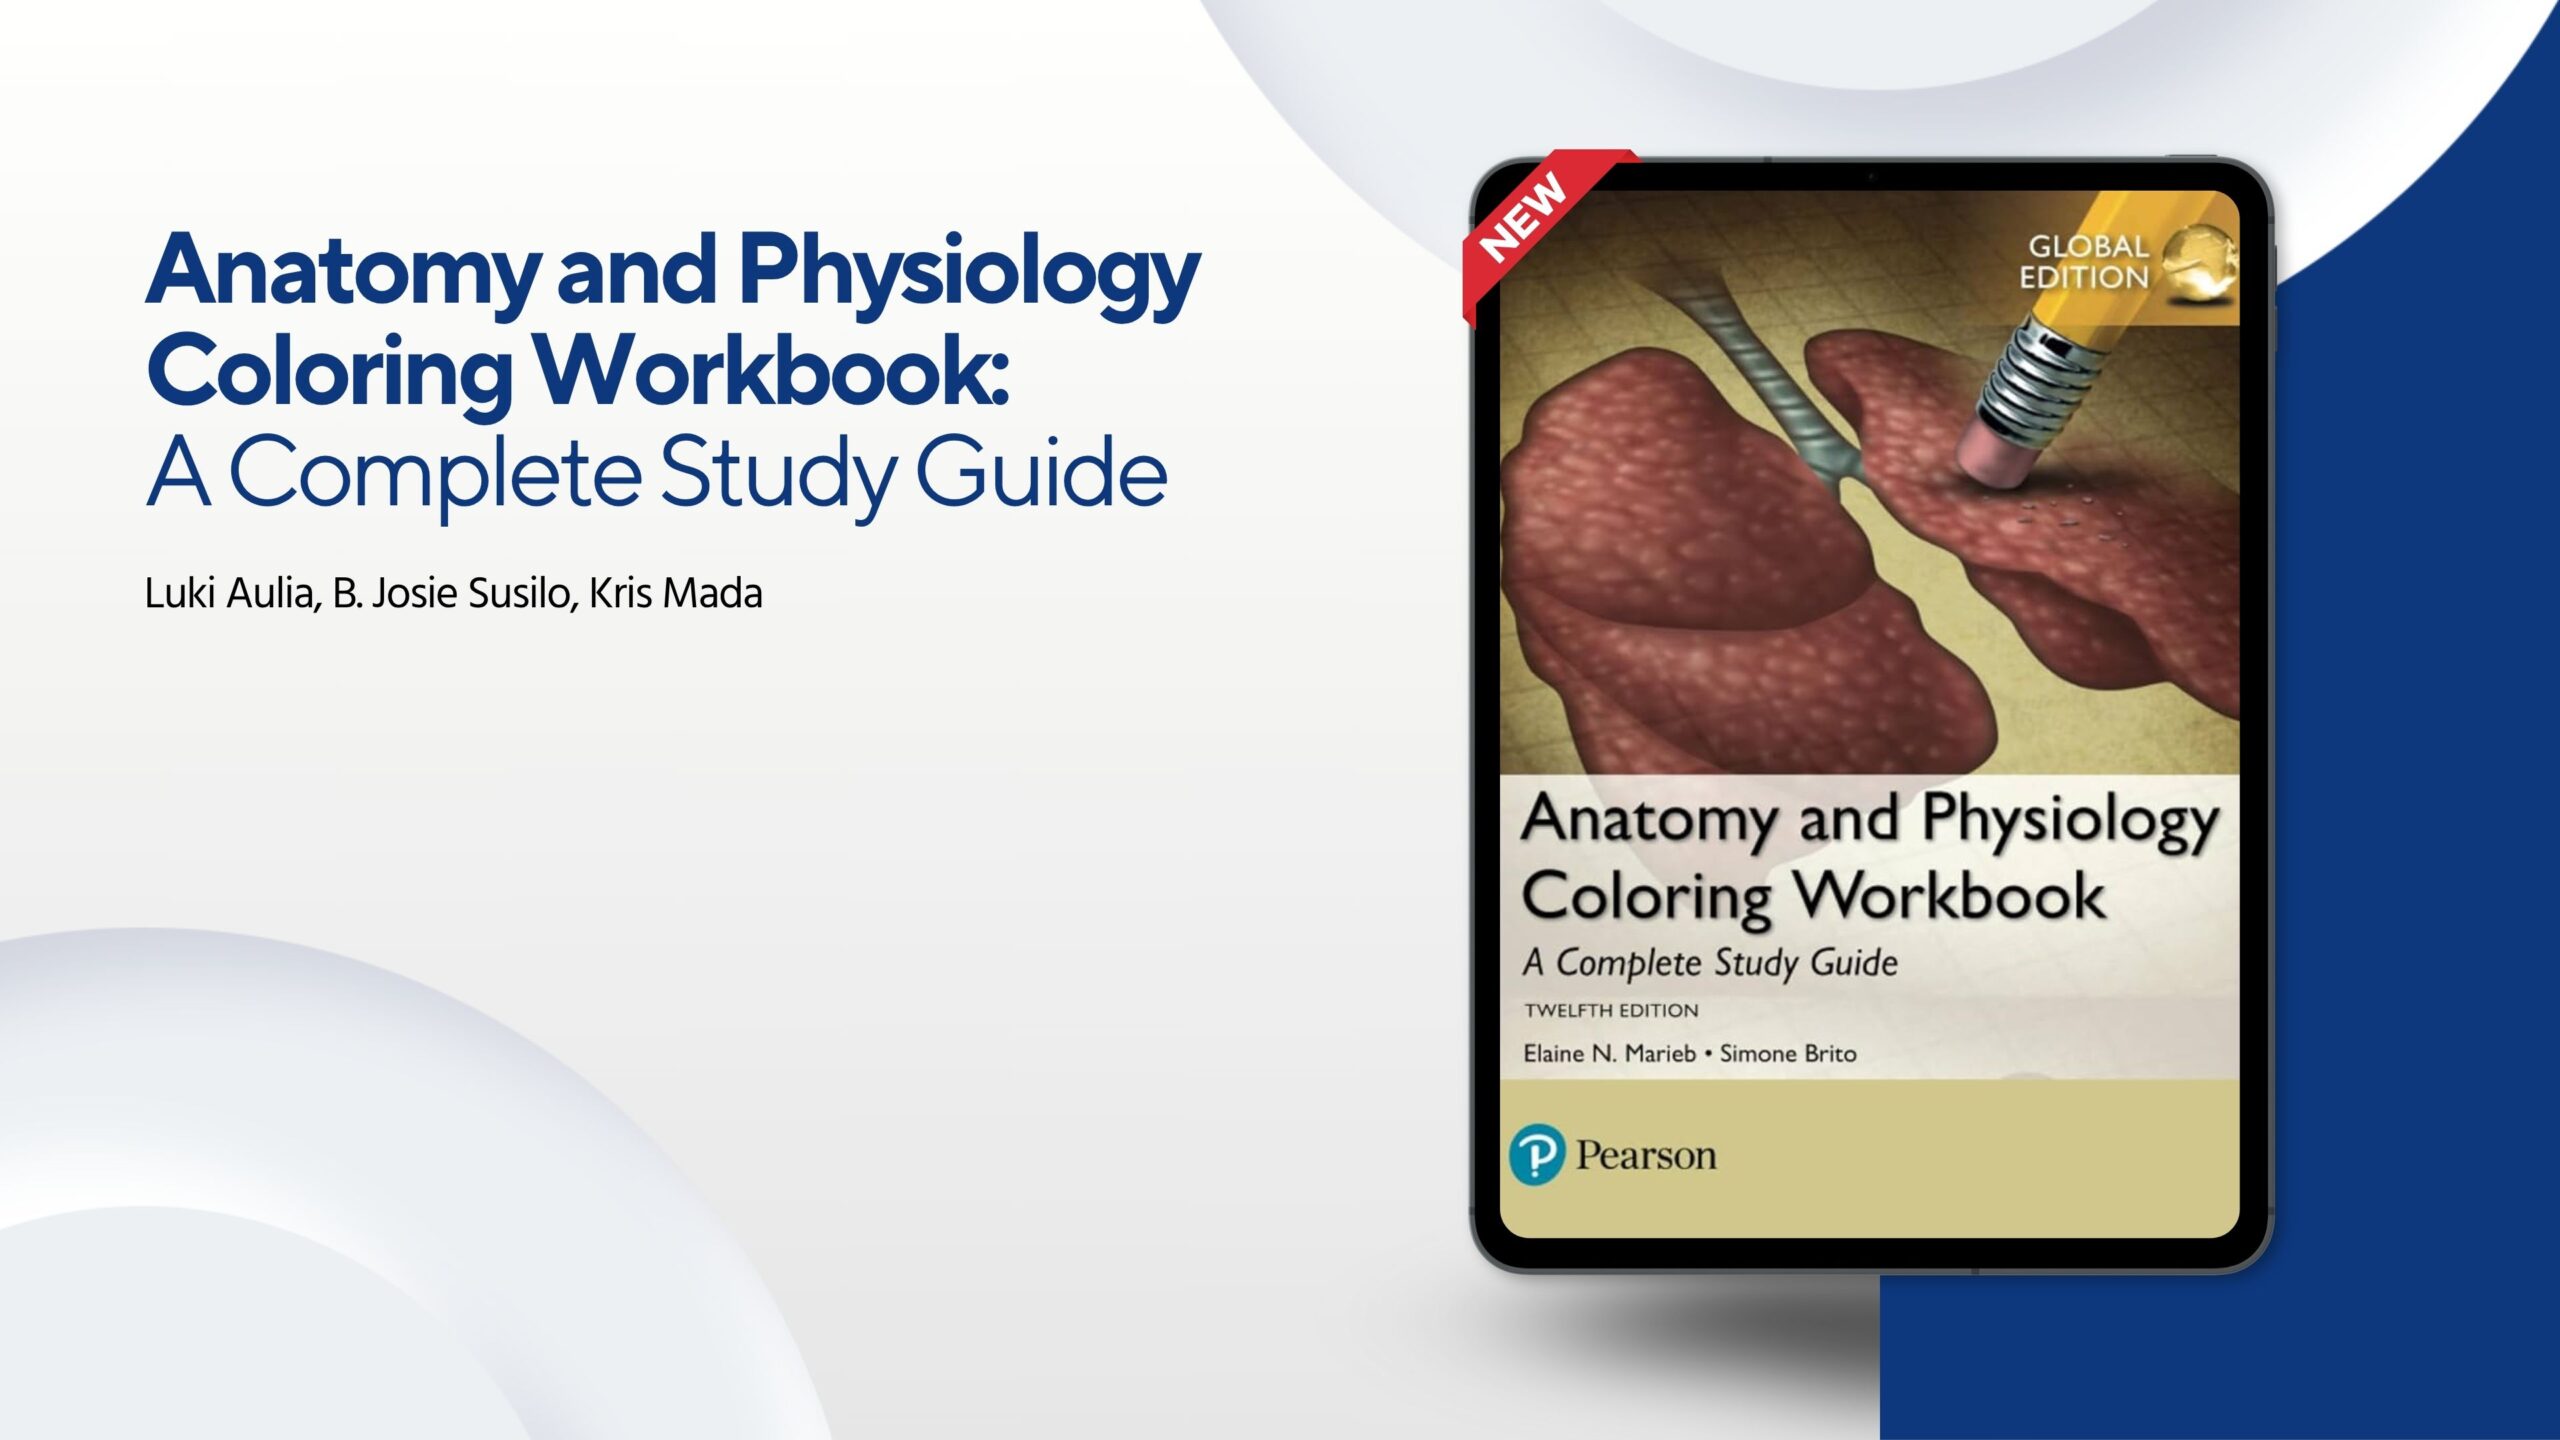 Anatomy and Physiology
Coloring Workbook:
A Complete Study Guide
Luki Aulia, B. Josie Susilo, Kris Mada
NEW
GLOBAL
EDITION
Anatomy and Physiology
Coloring Workbook
A Complete Study Guide
TWELFTH EDITION
Elaine N. Marieb • Simone Brito
P Pearson